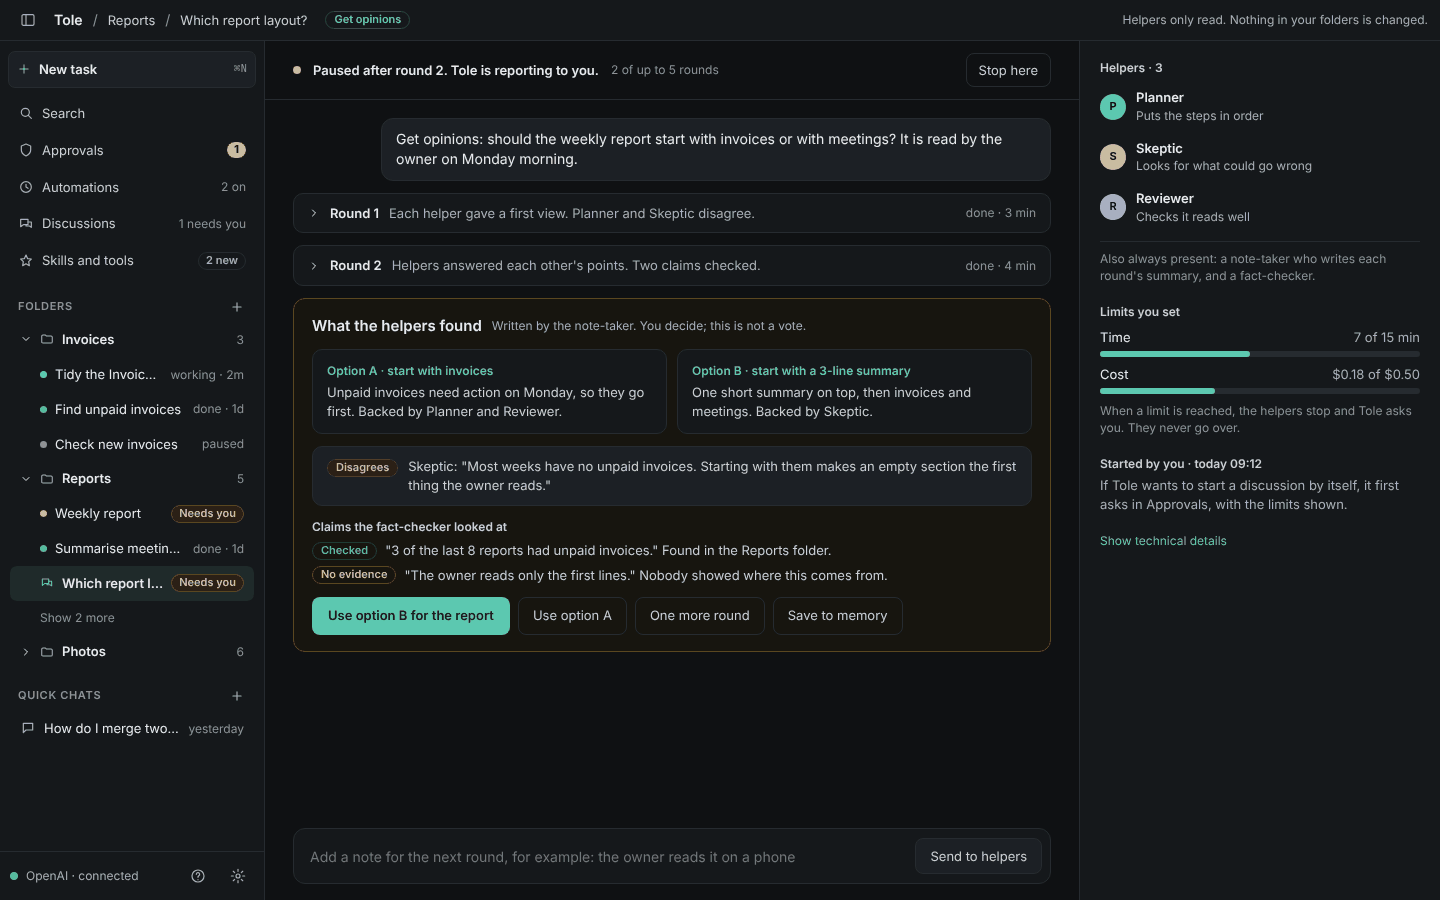 Tole / Reports / Which report layout? Get opinions
Helpers only read. Nothing in your folders is changed.
New task ⌘N
Search
Approvals 1
Automations 2 on
Discussions 1 needs you
Skills and tools 2 new
FOLDERS
Invoices 3
Tidy the Invoic... working · 2m
Find unpaid invoices done · 1d
Check new invoices paused
Reports 5
Weekly report Needs you
Summarise meetin... done · 1d
Which report l... Needs you
Show 2 more
Photos 6
QUICK CHATS
How do I merge two... yesterday
OpenAI · connected
Paused after round 2. Tole is reporting to you. 2 of up to 5 rounds Stop here
Get opinions: should the weekly report start with invoices or with meetings? It is read by the
owner on Monday morning.
Round 1 Each helper gave a first view. Planner and Skeptic disagree. done · 3 min
Round 2 Helpers answered each other's points. Two claims checked. done · 4 min
What the helpers found Written by the note-taker. You decide; this is not a vote.
Option A · start with invoices
Unpaid invoices need action on Monday, so they go
first. Backed by Planner and Reviewer.
Option B · start with a 3-line summary
One short summary on top, then invoices and
meetings. Backed by Skeptic.
Disagrees Skeptic: "Most weeks have no unpaid invoices. Starting with them makes an empty section the first
thing the owner reads."
Claims the fact-checker looked at
Checked "3 of the last 8 reports had unpaid invoices." Found in the Reports folder.
No evidence "The owner reads only the first lines." Nobody showed where this comes from.
Use option B for the report Use option A One more round Save to memory
Add a note for the next round, for example: the owner reads it on a phone Send to helpers
Helpers · 3
P Planner
Puts the steps in order
S Skeptic
Looks for what could go wrong
R Reviewer
Checks it reads well
Also always present: a note-taker who writes each
round's summary, and a fact-checker.
Limits you set
Time 7 of 15 min
Cost $0.18 of $0.50
When a limit is reached, the helpers stop and Tole asks
you. They never go over.
Started by you · today 09:12
If Tole wants to start a discussion by itself, it first
asks in Approvals, with the limits shown.
Show technical details